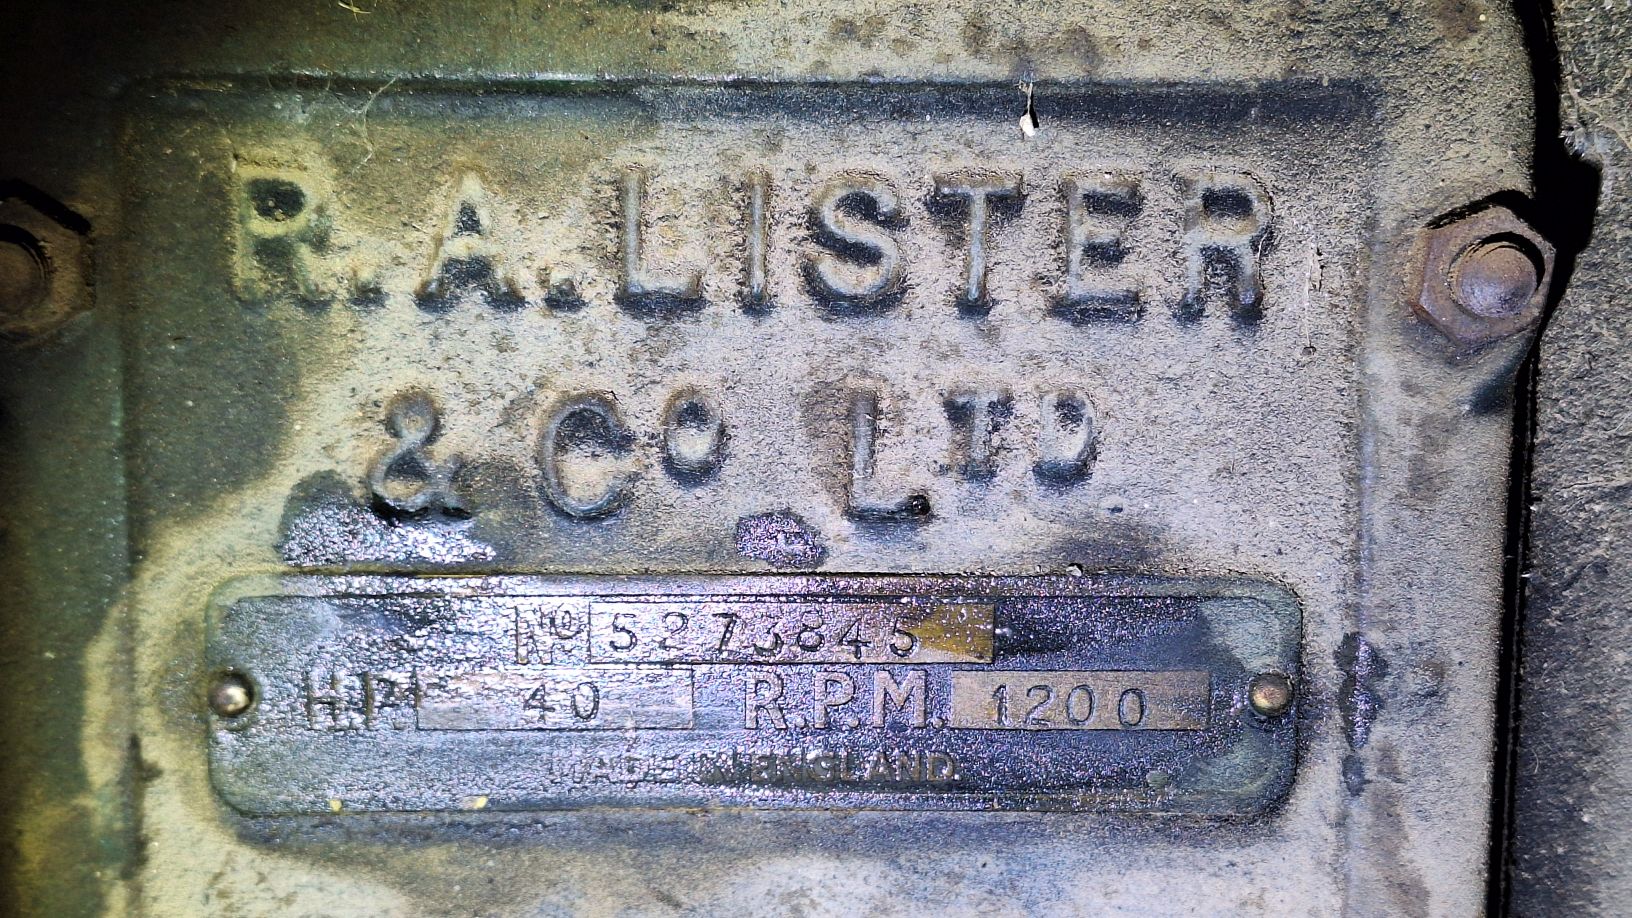 R.A. LISTER
& Cº LTD
Nº 5273845
H.P. 40 R.P.M. 1200
MADE IN ENGLAND.